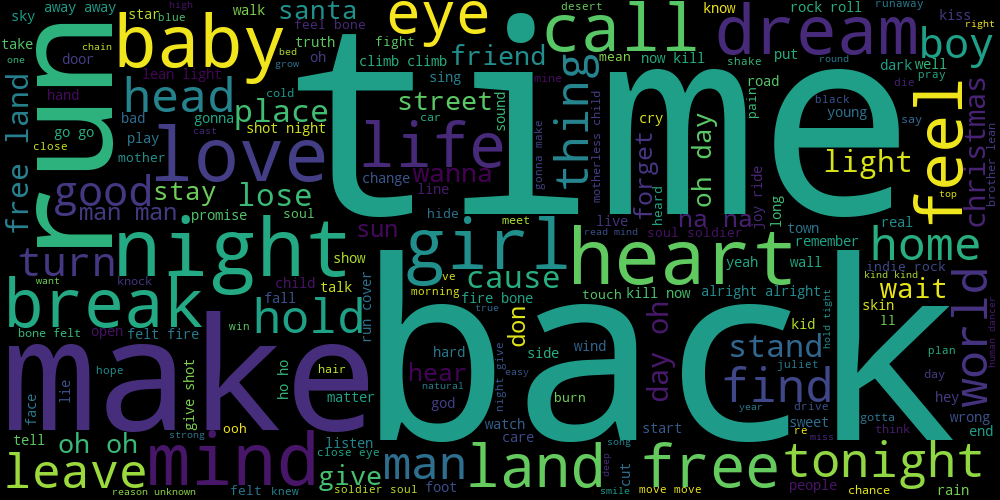 sky
away away
star
blue
high
walk
santa
eye
desert
call
know
rock roll
runaway
kiss
right
take
one
chain
door
run
baby
feel bone
truth
bed
grow
oh
fight
climb climb
friend
sing
mean
now kill
shake
dream
put
round
dark
well
pray
boy
lean light
hand
head
cold
place
gonna
shot night
street
car
sound
mine
thing
motherless child
gonna make
pain
road
die
black
young
say
feel
free land
go go
close
bad
play
mother
cast
love
life
time
cry
forget
heard
oh day
light
top
christmas
brother lean
good
man man
stay
lose
promise
soul
change
wanna
line
hide
meet
live
read mind
ha ha
soul soldier
joy ride
long
town
remember
real
home
turn
night
sun
show
girl
cause
heart
yeah
wall
indie rock
kind kind
want
knock
child
talk
fall
run cover
ve
morning
fire bone
true
touch
kill now
alright alright
skin
wait
ll
world
human dancer
break
bone felt
open
felt fire
win
hold
don
kid
hold tight
make
back
hard
hear
natural
god
side
wind
easy
night give
day oh
stand
juliet
find
plan
day
hey
hope
hair
lie
face
give shot
ho ho
matter
burn
year
drive
sweet
gotta
wrong
tell
oh oh
strong
ooh
listen
close eye
watch
care
song
start
re
miss
think
end
leave
mind
give
man
land
deep
free
tonight
people
reason unknown
felt knew
soldier soul
foot
smile
cut
move move
chance
rain